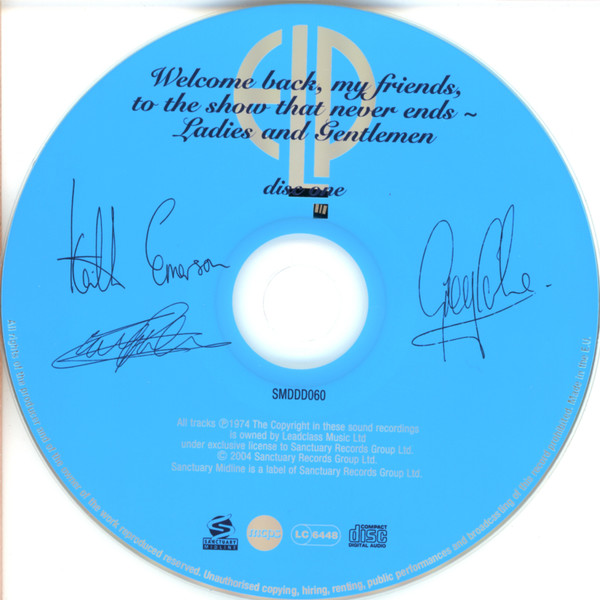 ELP
Welcome back, my friends,
to the show that never ends ~
Ladies and Gentlemen
disc one
Keith Emerson
SMDDD060
All tracks ℗1974 The Copyright in these sound recordings
is owned by Leadclass Music Ltd
under exclusive license to Sanctuary Records Group Ltd.
© 2004 Sanctuary Records Group Ltd.
Sanctuary Midline is a label of Sanctuary Records Group Ltd.
SANCTUARY
MIDLINE
mcps
LC 6448
COMPACT
disc
DIGITAL AUDIO
All rights of the producer and of the owner of the work reproduced reserved. Unauthorised copying, hiring, renting, public performances and broadcasting of this record prohibited. Made in the E.U.